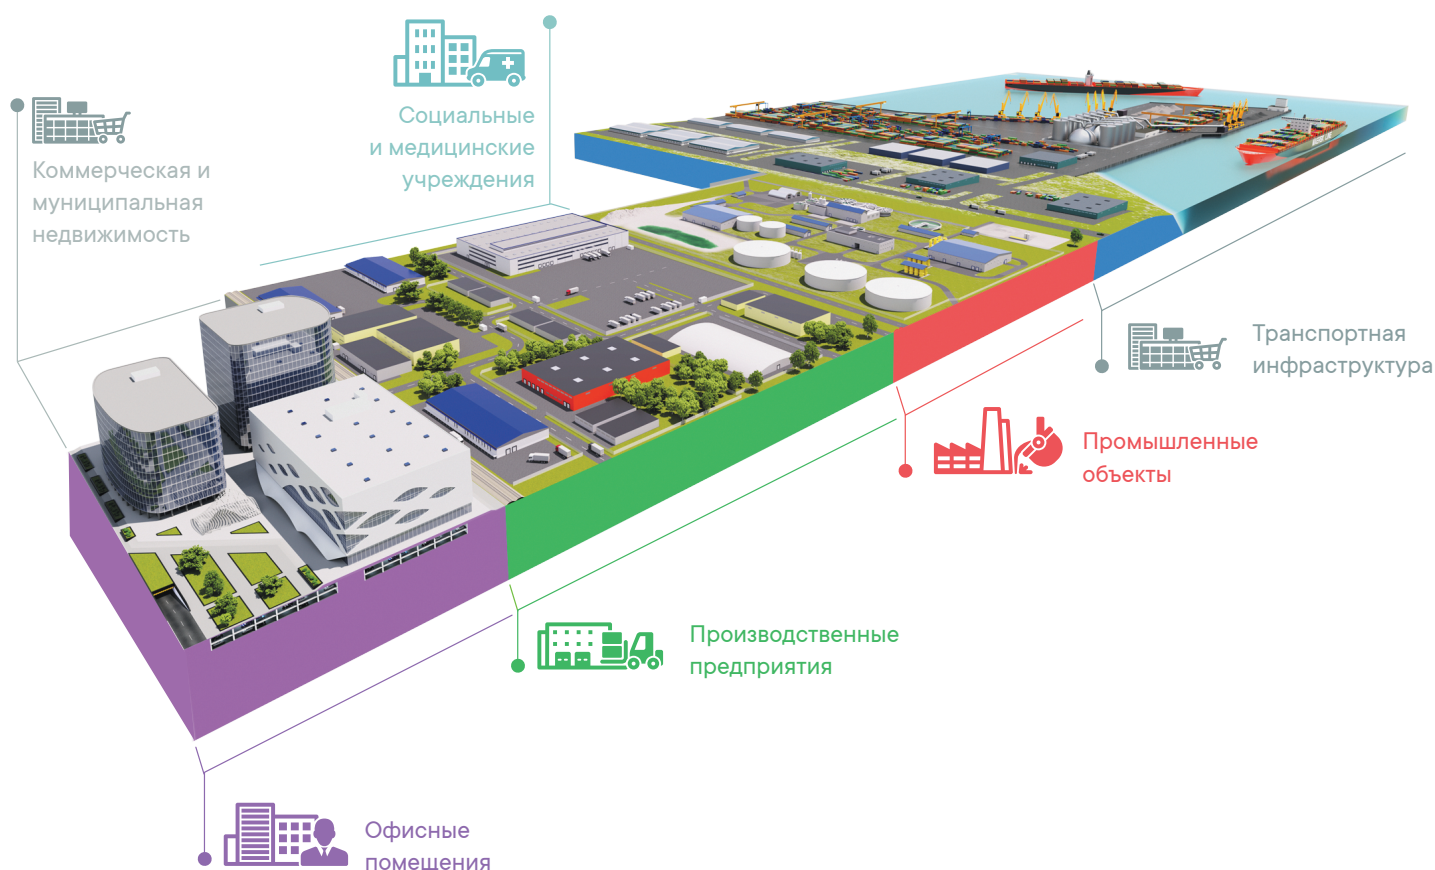 Социальные
и медицинские
учреждения
Коммерческая и
муниципальная
недвижимость
Транспортная
инфраструктура
Промышленные
объекты
Производственные
предприятия
Офисные
помещения